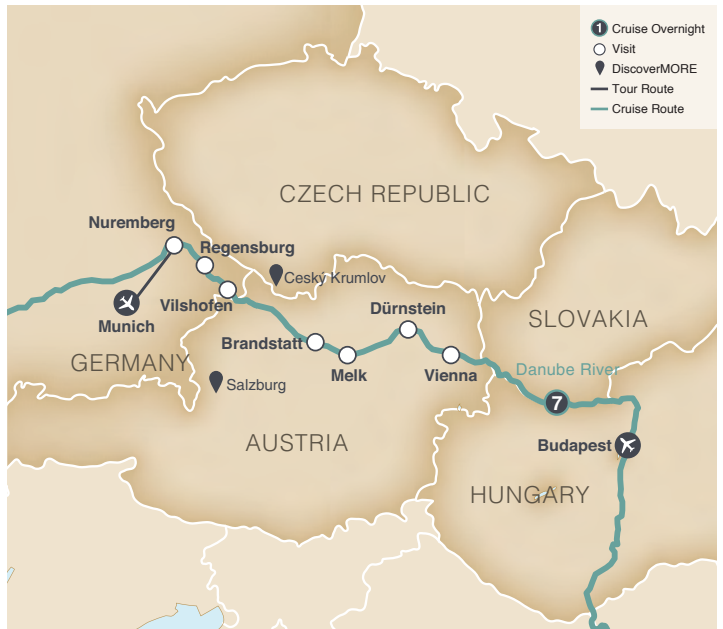 1 Cruise Overnight
Visit
DiscoverMORE
Tour Route
Cruise Route
CZECH REPUBLIC
Nuremberg
Regensburg
Český Krumlov
Vilshofen
Munich
Dürnstein
SLOVAKIA
Brandstatt
GERMANY
Melk
Vienna
Danube River
Salzburg
7
AUSTRIA
Budapest
HUNGARY